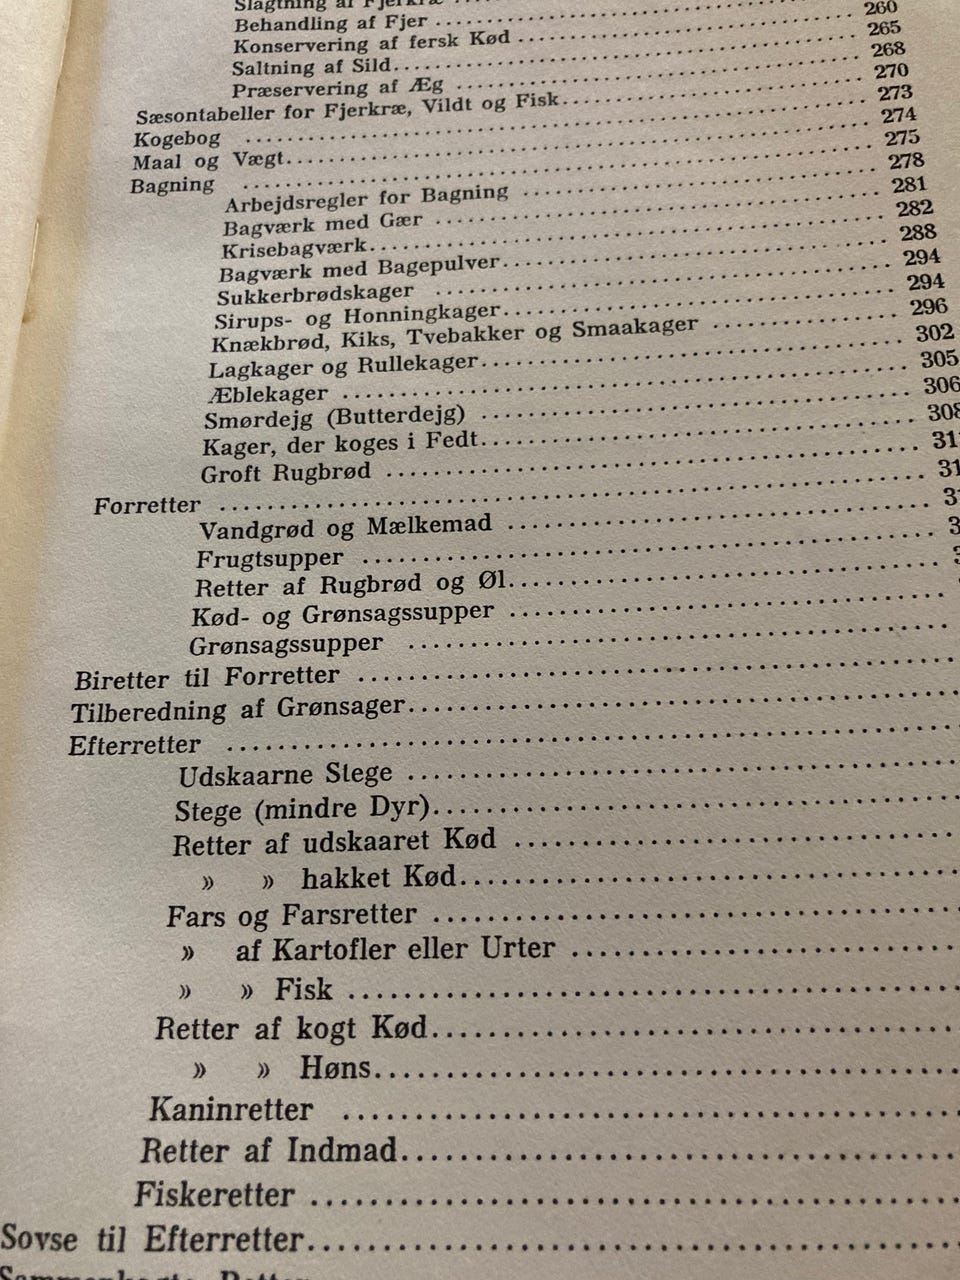 Slagtning af Fjerkræ
Behandling af Fjer ....................
Konservering af fersk Kød .................... 260
Saltning af Sild.................... 265
Præservering af Æg .................... 268
Sæsontabeller for Fjerkræ, Vildt og Fisk.................... 270
Kogebog .................... 273
Maal og Vægt.................... 274
Bagning .................... 275
Arbejdsregler for Bagning .................... 278
Bagværk med Gær .................... 281
Krisebagværk.................... 282
Bagværk med Bagepulver.................... 288
Sukkerbrødskager .................... 294
Sirups- og Honningkager.................... 294
Knækbrød, Kiks, Tvebakker og Smaakager .................... 296
Lagkager og Rullekager.................... 302
Æblekager .................... 305
Smørdejg (Butterdejg) .................... 306
Kager, der koges i Fedt.................... 308
Groft Rugbrød ....................
Forretter ....................
Vandgrød og Mælkemad ....................
Frugtsupper ....................
Retter af Rugbrød og Øl....................
Kød- og Grønsagssupper ....................
Grønsagssupper ....................
Biretter til Forretter ....................
Tilberedning af Grønsager....................
Efterretter ....................
Udskaarne Stege ....................
Stege (mindre Dyr)....................
Retter af udskaaret Kød ....................
» » hakket Kød....................
Fars og Farsretter ....................
» af Kartofler eller Urter ....................
» » Fisk ....................
Retter af kogt Kød....................
» » Høns....................
Kaninretter ....................
Retter af Indmad....................
Fiskeretter ....................
Sovse til Efterretter....................